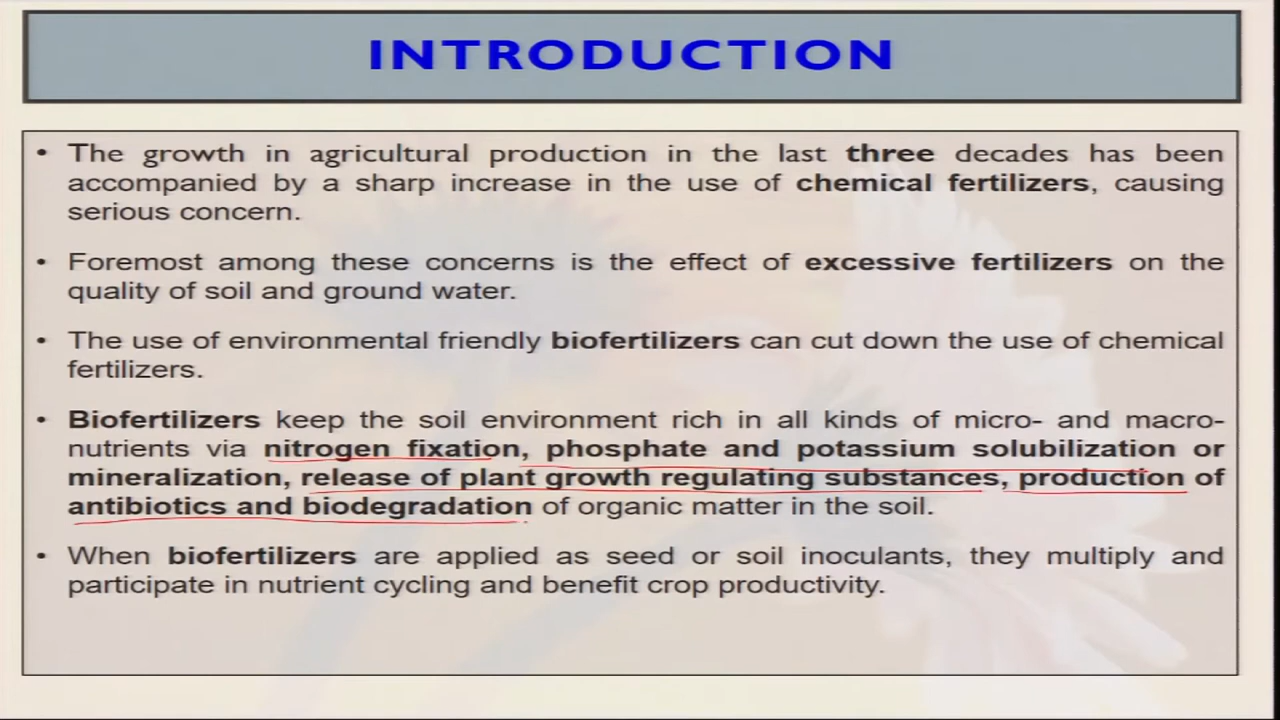 INTRODUCTION
• The growth in agricultural production in the last three decades has been
accompanied by a sharp increase in the use of chemical fertilizers, causing
serious concern.
• Foremost among these concerns is the effect of excessive fertilizers on the
quality of soil and ground water.
• The use of environmental friendly biofertilizers can cut down the use of chemical
fertilizers.
• Biofertilizers keep the soil environment rich in all kinds of micro- and macro-
nutrients via nitrogen fixation, phosphate and potassium solubilization or
mineralization, release of plant growth regulating substances, production of
antibiotics and biodegradation of organic matter in the soil.
• When biofertilizers are applied as seed or soil inoculants, they multiply and
participate in nutrient cycling and benefit crop productivity.